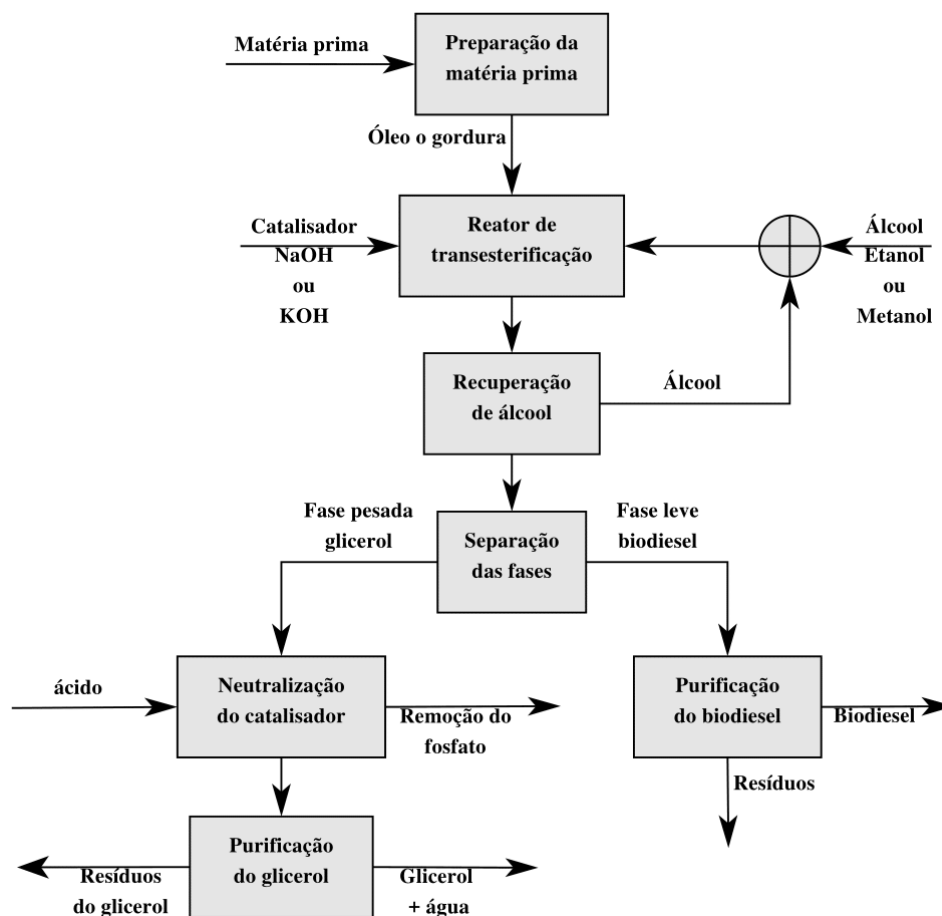 Matéria prima
Preparação da
matéria prima
Óleo o gordura
Catalisador
NaOH
ou
KOH
Reator de
transesterificação
Álcool
Etanol
ou
Metanol
Recuperação
de álcool
Álcool
Fase pesada
glicerol
Separação
das fases
Fase leve
biodiesel
ácido
Neutralização
do catalisador
Remoção do
fosfato
Purificação
do biodiesel
Biodiesel
Resíduos
Purificação
do glicerol
Resíduos
do glicerol
Glicerol
+ água